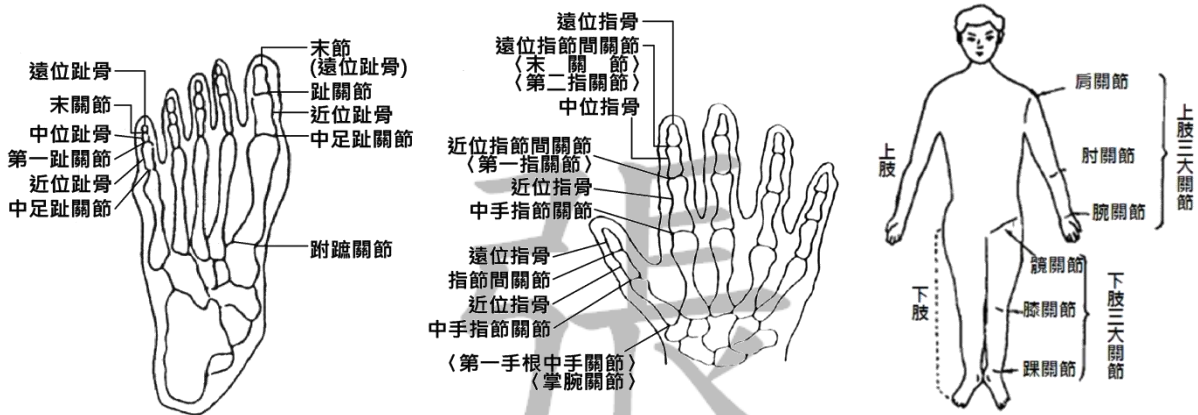 遠位趾骨
末關節
中位趾骨
第一趾關節
近位趾骨
中足趾關節
末節
(遠位趾骨)
趾關節
近位趾骨
中足趾關節
跗蹠關節
遠位指骨
遠位指節間關節
〈末關節〉
〈第二指關節〉
中位指骨
近位指節間關節
〈第一指關節〉
近位指骨
中手指節關節
遠位指骨
指節間關節
近位指骨
中手指節關節
〈第一手根中手關節〉
〈掌腕關節〉
上肢
下肢
肩關節
肘關節
腕關節
上肢三大關節
髖關節
膝關節
踝關節
下肢三大關節